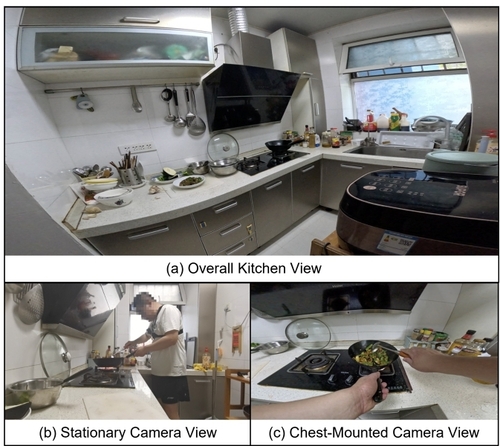 (a) Overall Kitchen View
(b) Stationary Camera View
(c) Chest-Mounted Camera View